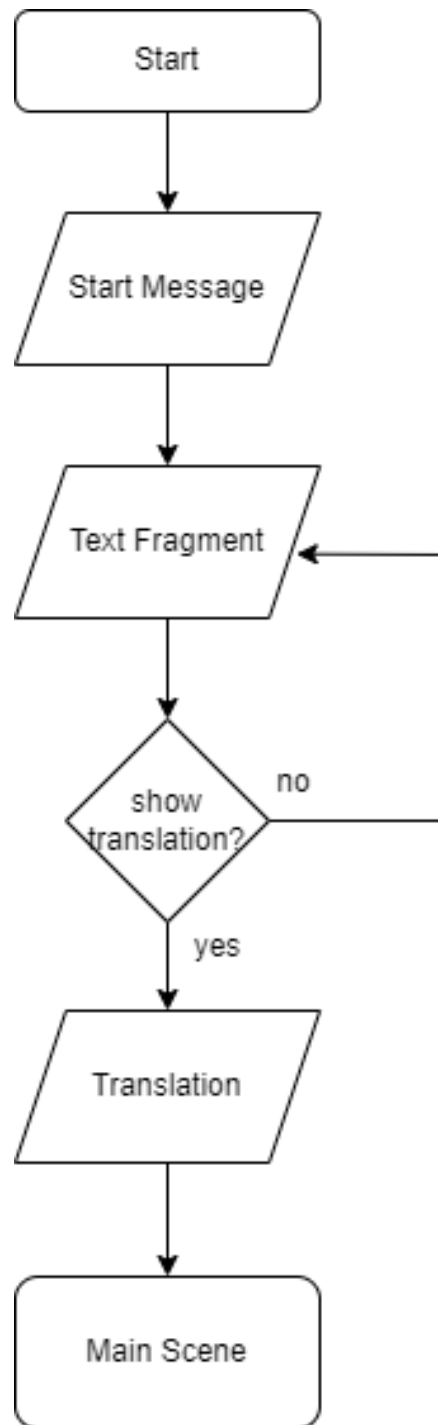 Start
Start Message
Text Fragment
show
translation?
no
yes
Translation
Main Scene